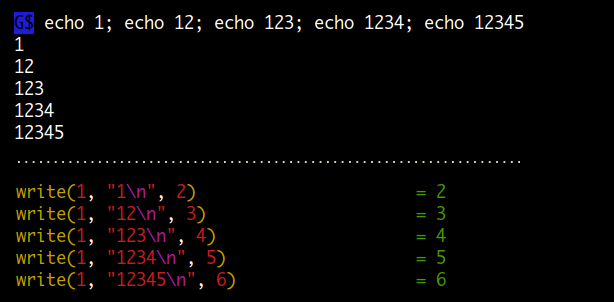 G$ echo 1; echo 12; echo 123; echo 1234; echo 12345
1
12
123
1234
12345
......................................................................
write(1, "1\n", 2) = 2
write(1, "12\n", 3) = 3
write(1, "123\n", 4) = 4
write(1, "1234\n", 5) = 5
write(1, "12345\n", 6) = 6